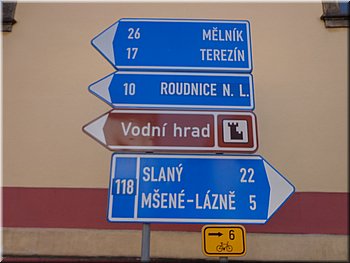 26 MĚLNÍK
17 TEREZÍN
10 ROUDNICE N. L.
Vodní hrad
118 SLANÝ 22
MŠENÉ-LÁZNĚ 5
6